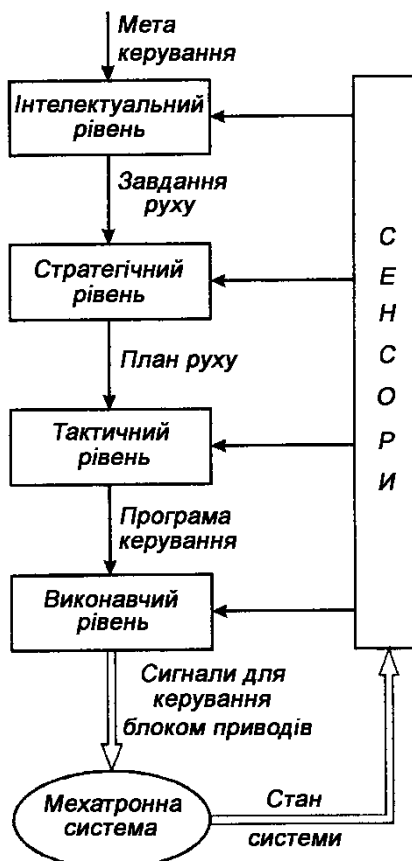 Мета
керування
Інтелектуальний
рівень
Завдання
руху
Стратегічний
рівень
План руху
Тактичний
рівень
Програма
керування
Виконавчий
рівень
Сигнали для
керування
блоком приводів
Мехатронна
система
Стан
системи
С
Е
Н
С
О
Р
И